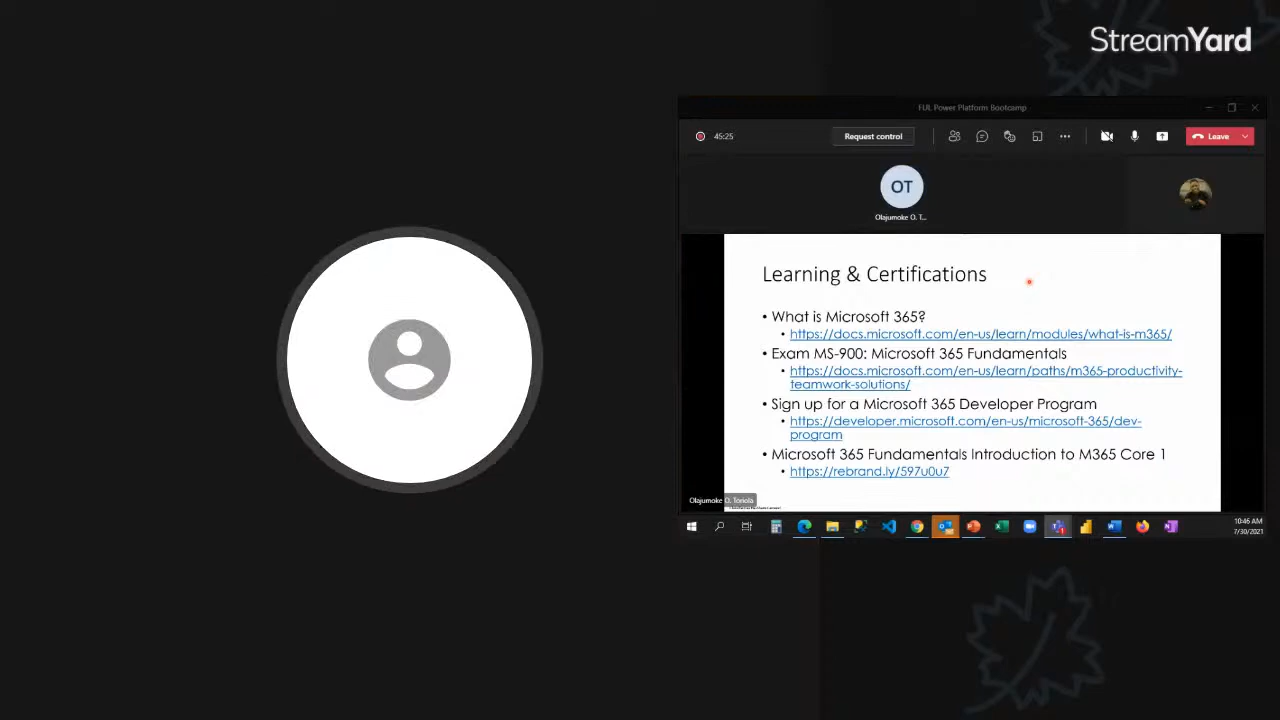 StreamYard
FUL Power Platform Bootcamp
45:25
Request control
Leave
OT
Olajumoke O. T...
Learning & Certifications
• What is Microsoft 365?
• https://docs.microsoft.com/en-us/learn/modules/what-is-m365/
• Exam MS-900: Microsoft 365 Fundamentals
• https://docs.microsoft.com/en-us/learn/paths/m365-productivity-
teamwork-solutions/
• Sign up for a Microsoft 365 Developer Program
• https://developer.microsoft.com/en-us/microsoft-365/dev-
program
• Microsoft 365 Fundamentals Introduction to M365 Core 1
• https://rebrand.ly/597u0u7
Olajumoke O. Toriola
10:46 AM
7/30/2021